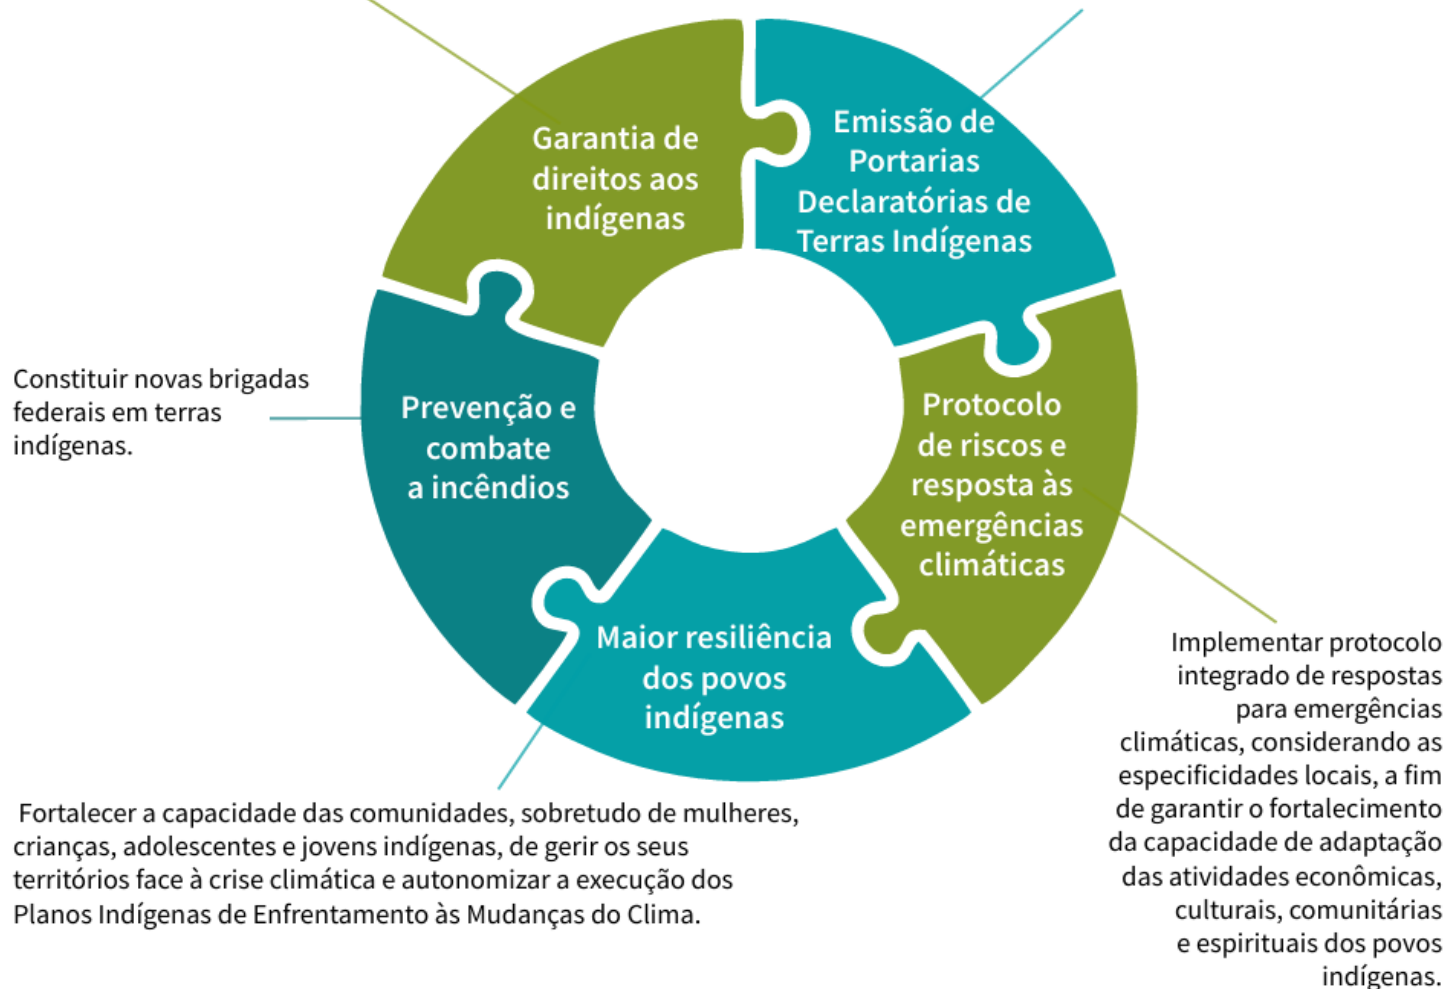 Garantia de
direitos aos
indígenas
Emissão de
Portarias
Declaratórias de
Terras Indígenas
Constituir novas brigadas
federais em terras
indígenas.
Prevenção e
combate
a incêndios
Protocolo
de riscos e
resposta às
emergências
climáticas
Maior resiliência
dos povos
indígenas
Implementar protocolo
integrado de respostas
para emergências
climáticas, considerando as
especificidades locais, a fim
de garantir o fortalecimento
da capacidade de adaptação
das atividades econômicas,
culturais, comunitárias
e espirituais dos povos
indígenas.
Fortalecer a capacidade das comunidades, sobretudo de mulheres,
crianças, adolescentes e jovens indígenas, de gerir os seus
territórios face à crise climática e autonomizar a execução dos
Planos Indígenas de Enfrentamento às Mudanças do Clima.